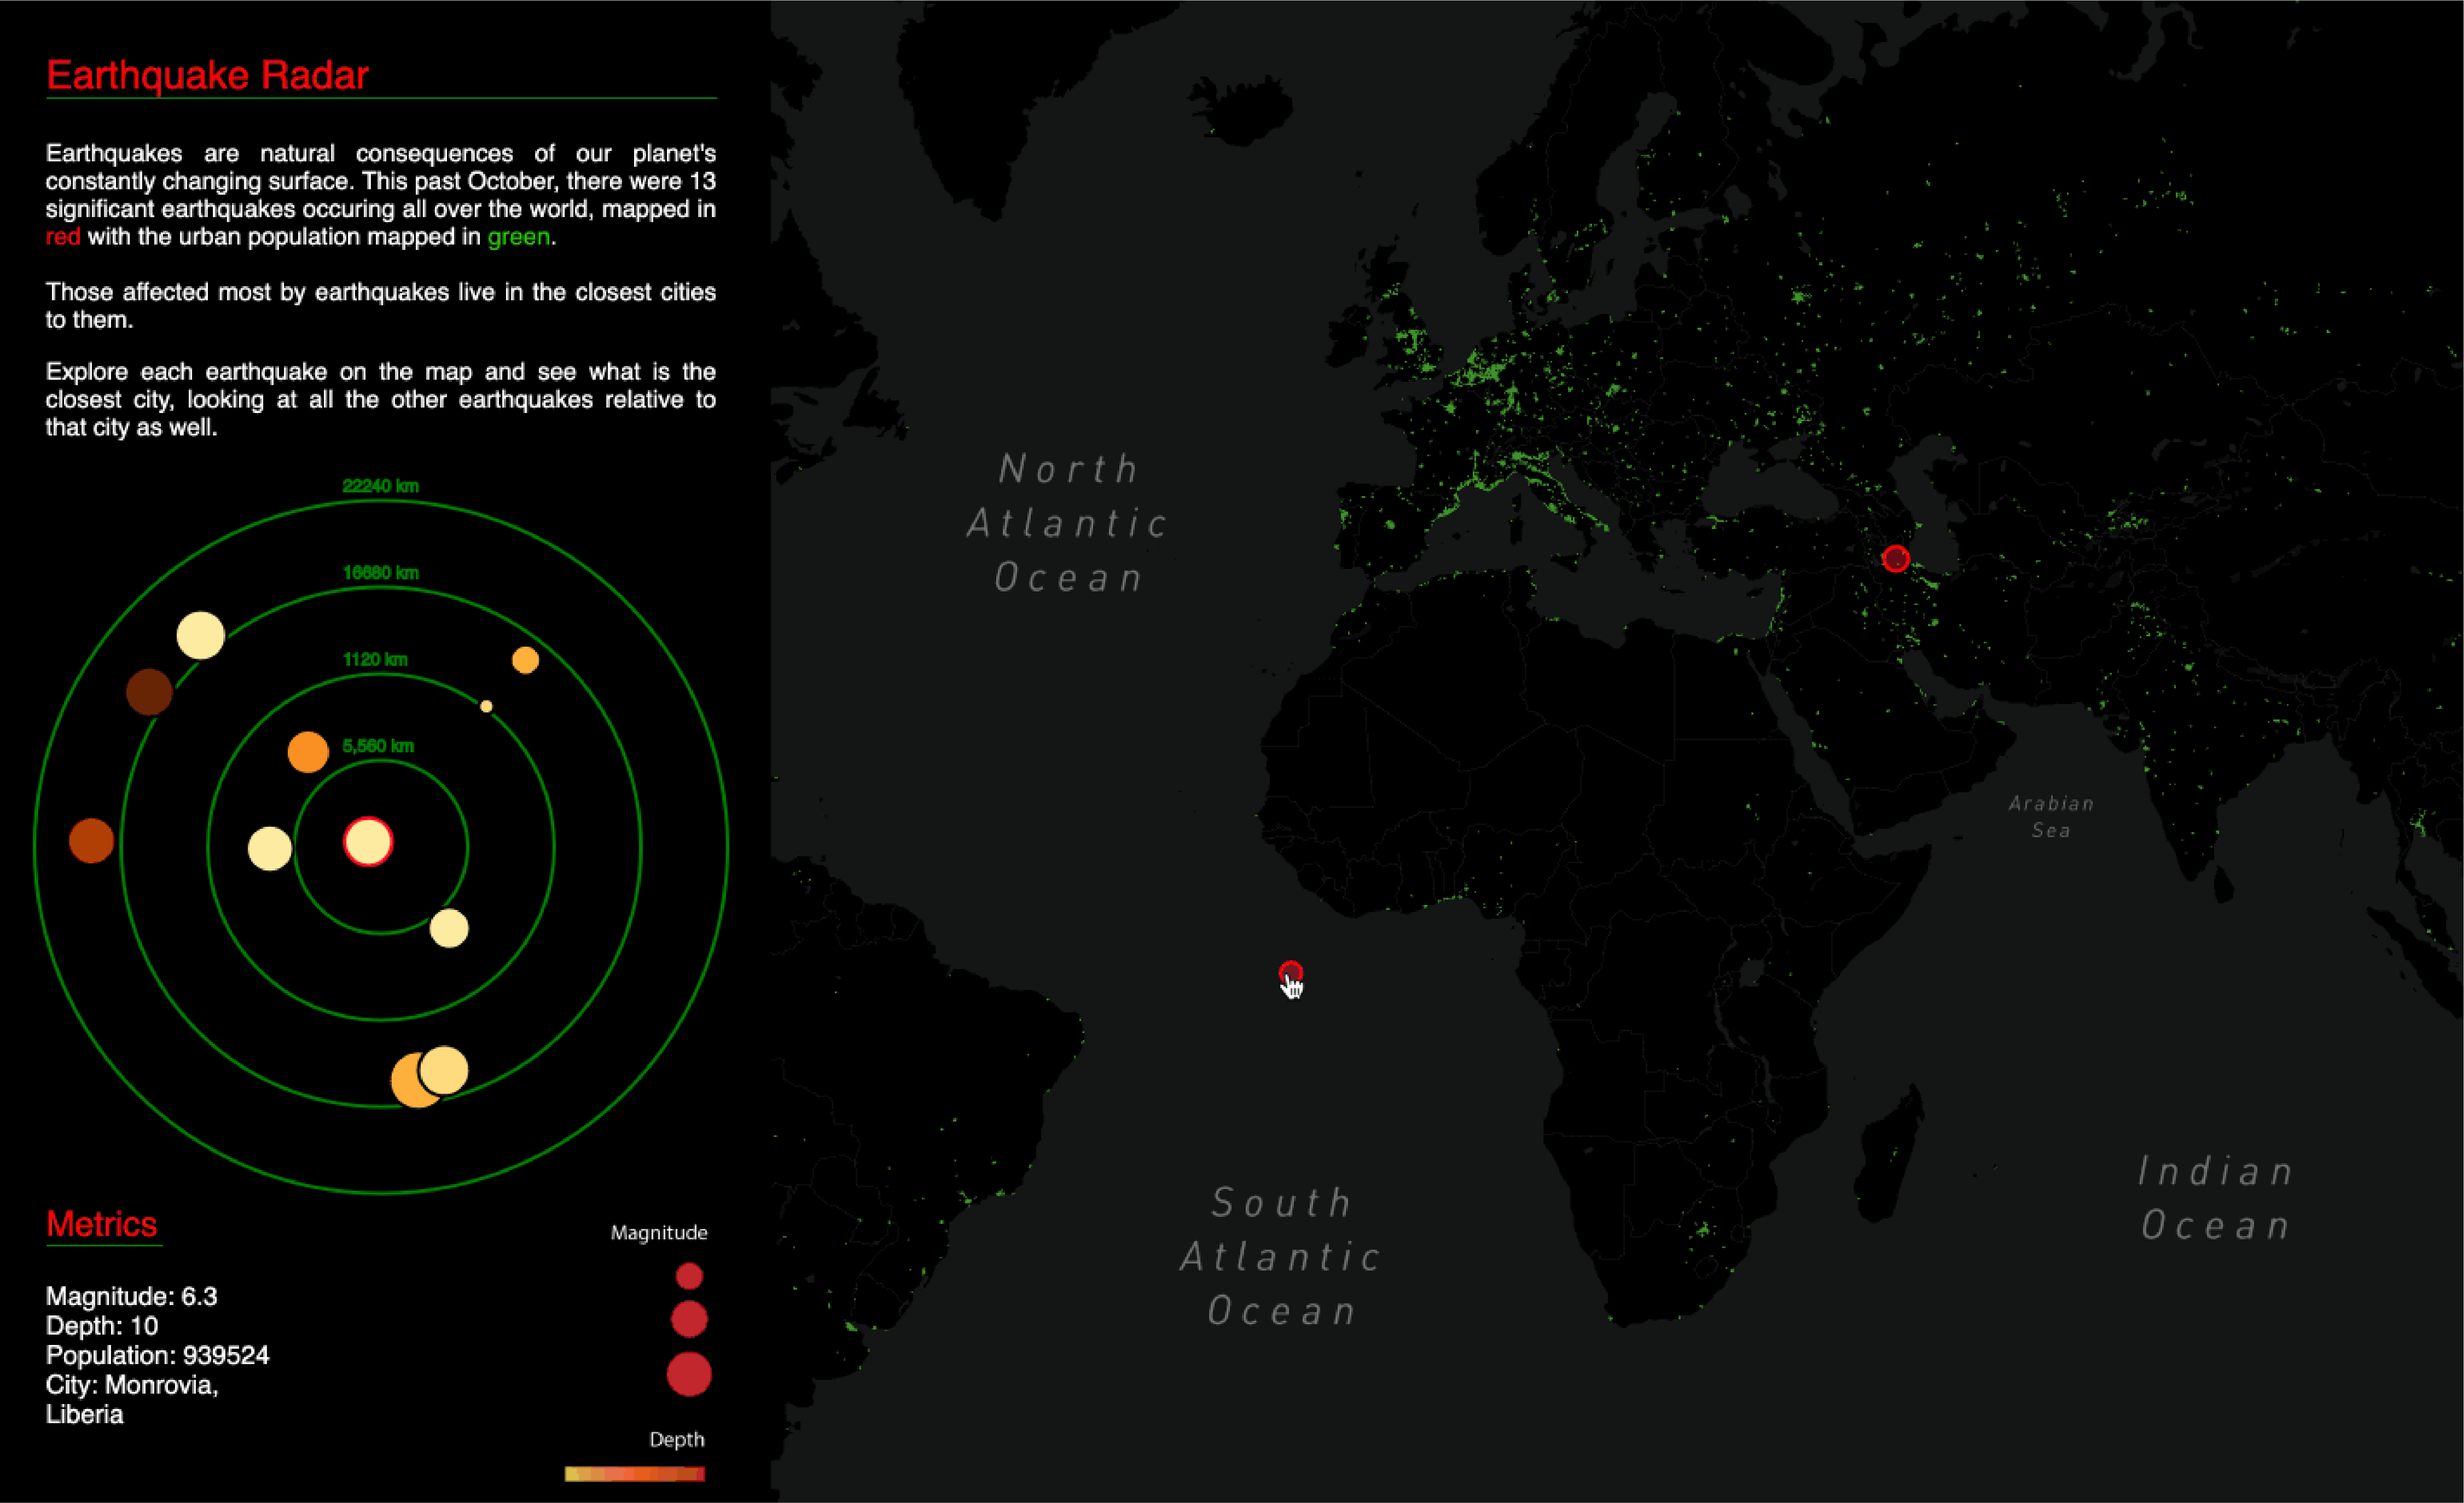 Earthquake Radar
Earthquakes are natural consequences of our planet's
constantly changing surface. This past October, there were 13
significant earthquakes occuring all over the world, mapped in
red with the urban population mapped in green.
Those affected most by earthquakes live in the closest cities
to them.
Explore each earthquake on the map and see what is the
closest city, looking at all the other earthquakes relative to
that city as well.
22240 km
16680 km
1120 km
5,560 km
Metrics
Magnitude: 6.3
Depth: 10
Population: 939524
City: Monrovia,
Liberia
Magnitude
Depth
North
Atlantic
Ocean
Arabian
Sea
South
Atlantic
Ocean
Indian
Ocean